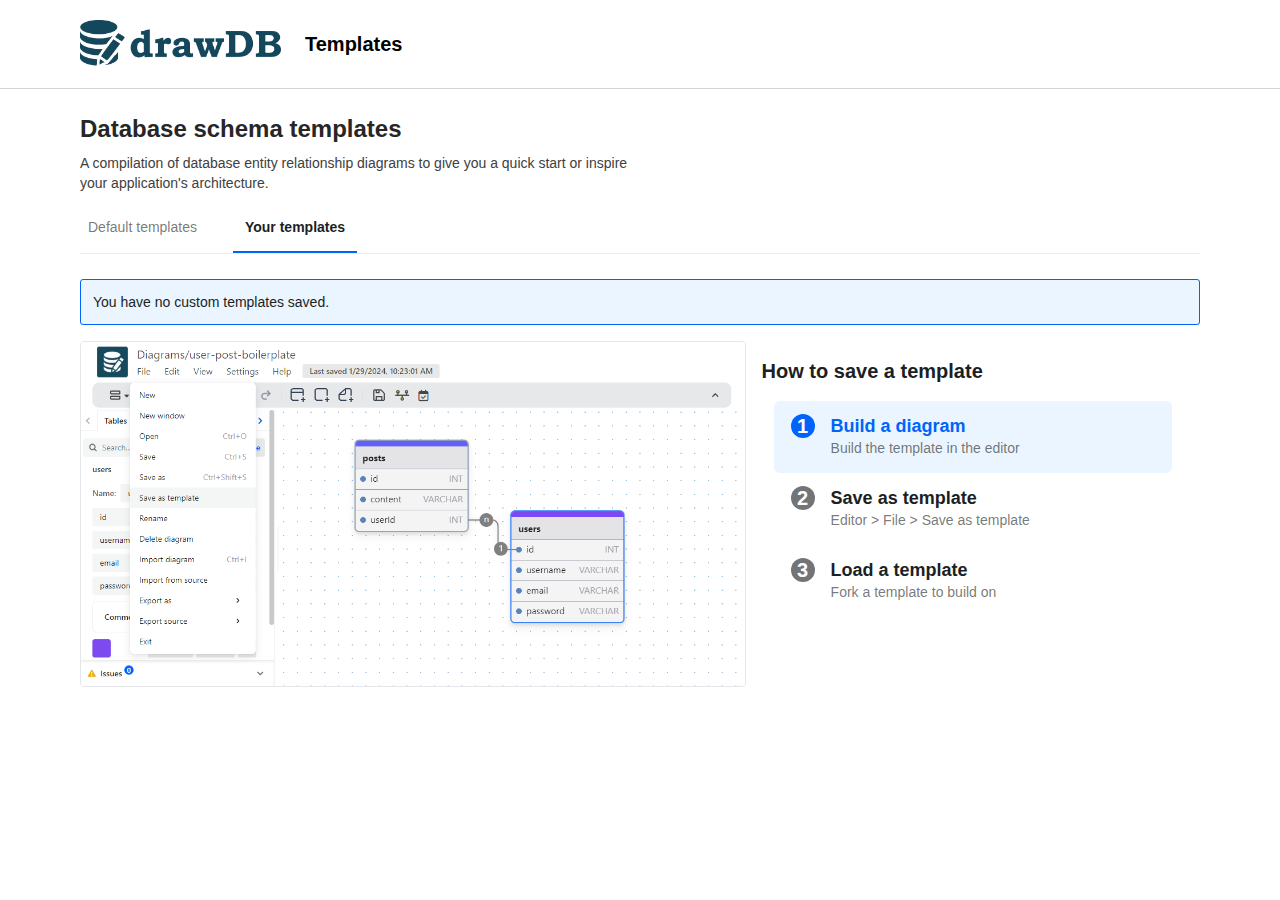 drawDB Templates
Database schema templates
A compilation of database entity relationship diagrams to give you a quick start or inspire
your application's architecture.
Default templates Your templates
You have no custom templates saved.
Diagrams/user-post-boilerplate
File Edit View Settings Help Last saved 1/29/2024, 10:23:01 AM
New
New window
Tables
Open Ctrl+O
Search...
Save Ctrl+S
users
Save as Ctrl+Shift+S
Name:
Save as template
id
Rename
Delete diagram
email
Import diagram Ctrl+I
Import from source
Export as
Export source
Exit
Issues 0
posts
id INT
content VARCHAR
userId INT
n
1
users
id INT
username VARCHAR
email VARCHAR
password VARCHAR
How to save a template
1 Build a diagram
Build the template in the editor
2 Save as template
Editor > File > Save as template
3 Load a template
Fork a template to build on